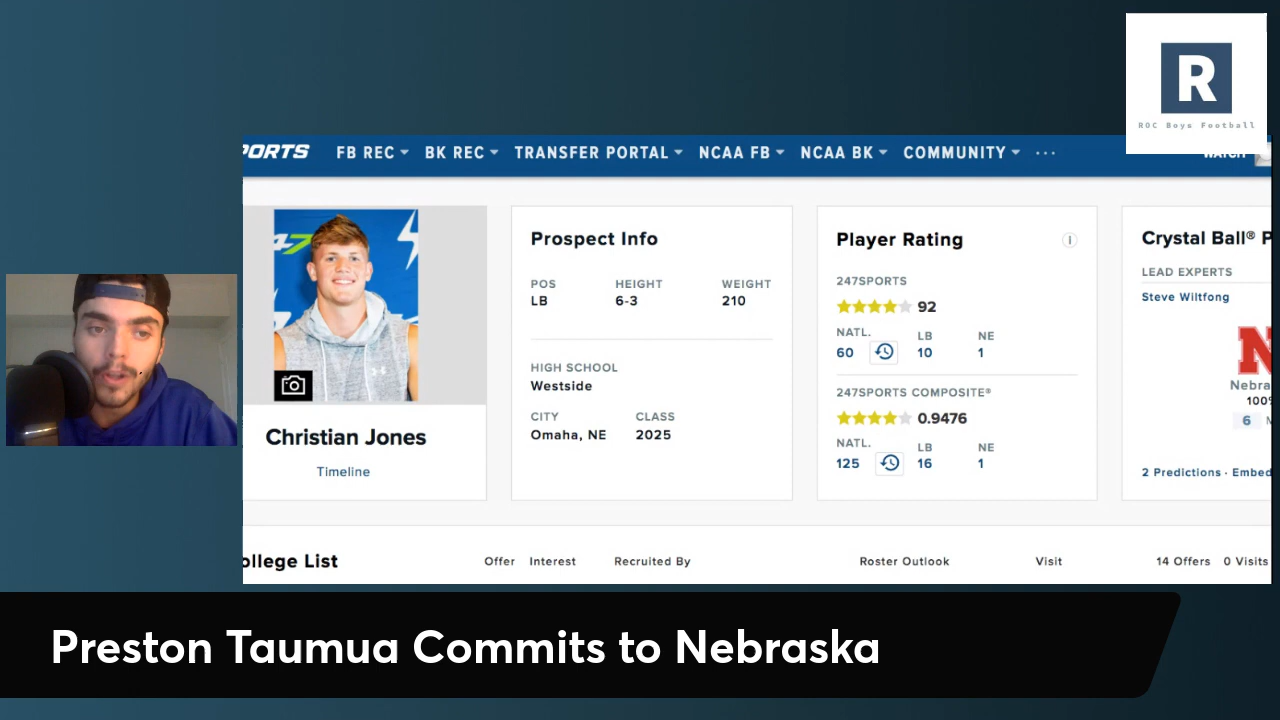 R
ROC Boys Football
PORTS FB REC BK REC TRANSFER PORTAL NCAA FB NCAA BK COMMUNITY ... WATCH
47
Christian Jones
Timeline
Prospect Info
POS HEIGHT WEIGHT
LB 6-3 210
HIGH SCHOOL
Westside
CITY CLASS
Omaha, NE 2025
Player Rating
247SPORTS
92
NATL. LB NE
60 10 1
247SPORTS COMPOSITE®
0.9476
NATL. LB NE
125 16 1
Crystal Ball® P
LEAD EXPERTS
Steve Wiltfong
N
Nebra
100%
6
2 Predictions · Embed
ollege List Offer Interest Recruited By Roster Outlook Visit 14 Offers 0 Visits
Preston Taumua Commits to Nebraska